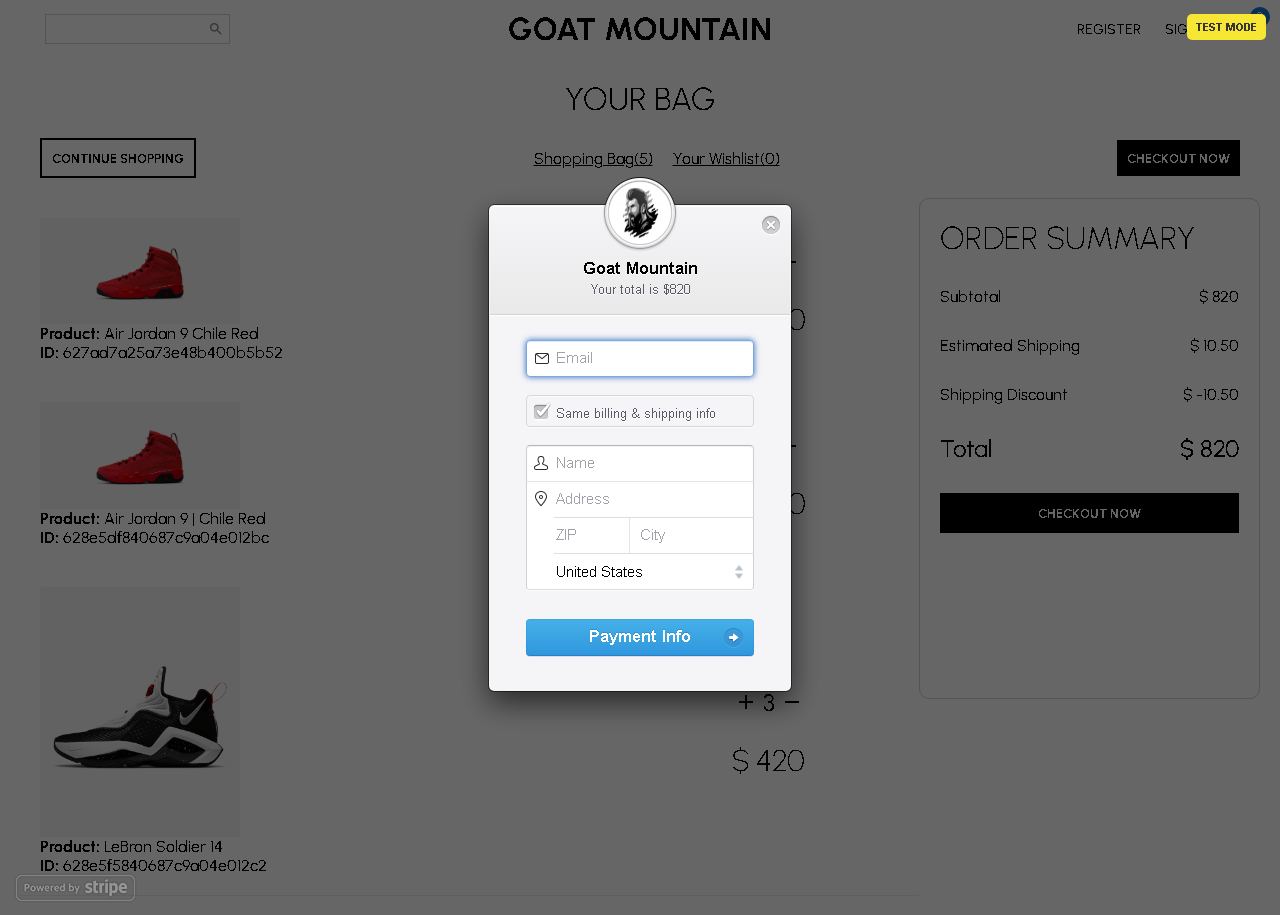 GOAT MOUNTAIN
REGISTER
TEST MODE
YOUR BAG
CONTINUE SHOPPING
Shopping Bag(5)
Your Wishlist(0)
CHECKOUT NOW
Product: Air Jordan 9 Chile Red
ID: 627ad7a25a73e48b400b5b52
Product: Air Jordan 9 | Chile Red
ID: 628e5df840687c9a04e012bc
Product: LeBron Soldier 14
ID: 628e5f5840687c9a04e012c2
+ 3 −
$ 420
Goat Mountain
Your total is $820
Email
Same billing & shipping info
Name
Address
ZIP
City
United States
Payment Info
ORDER SUMMARY
Subtotal
$ 820
Estimated Shipping
$ 10.50
Shipping Discount
$ -10.50
Total
$ 820
CHECKOUT NOW
Powered by stripe